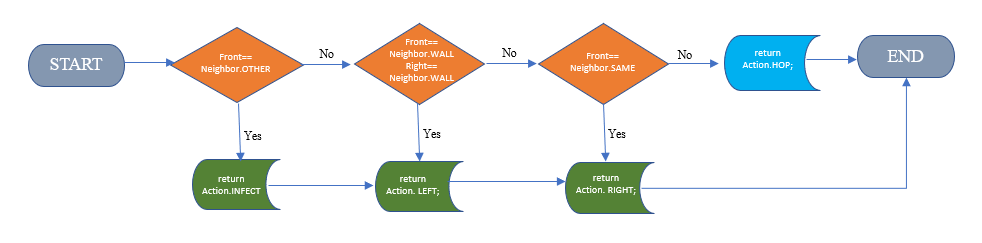 START
Front==
Neighbor.OTHER
No
Front==
Neighbor.WALL
Right==
Neighbor.WALL
No
Front==
Neighbor.SAME
No
return
Action.HOP;
END
Yes
Yes
Yes
return
Action.INFECT
return
Action. LEFT;
return
Action. RIGHT;